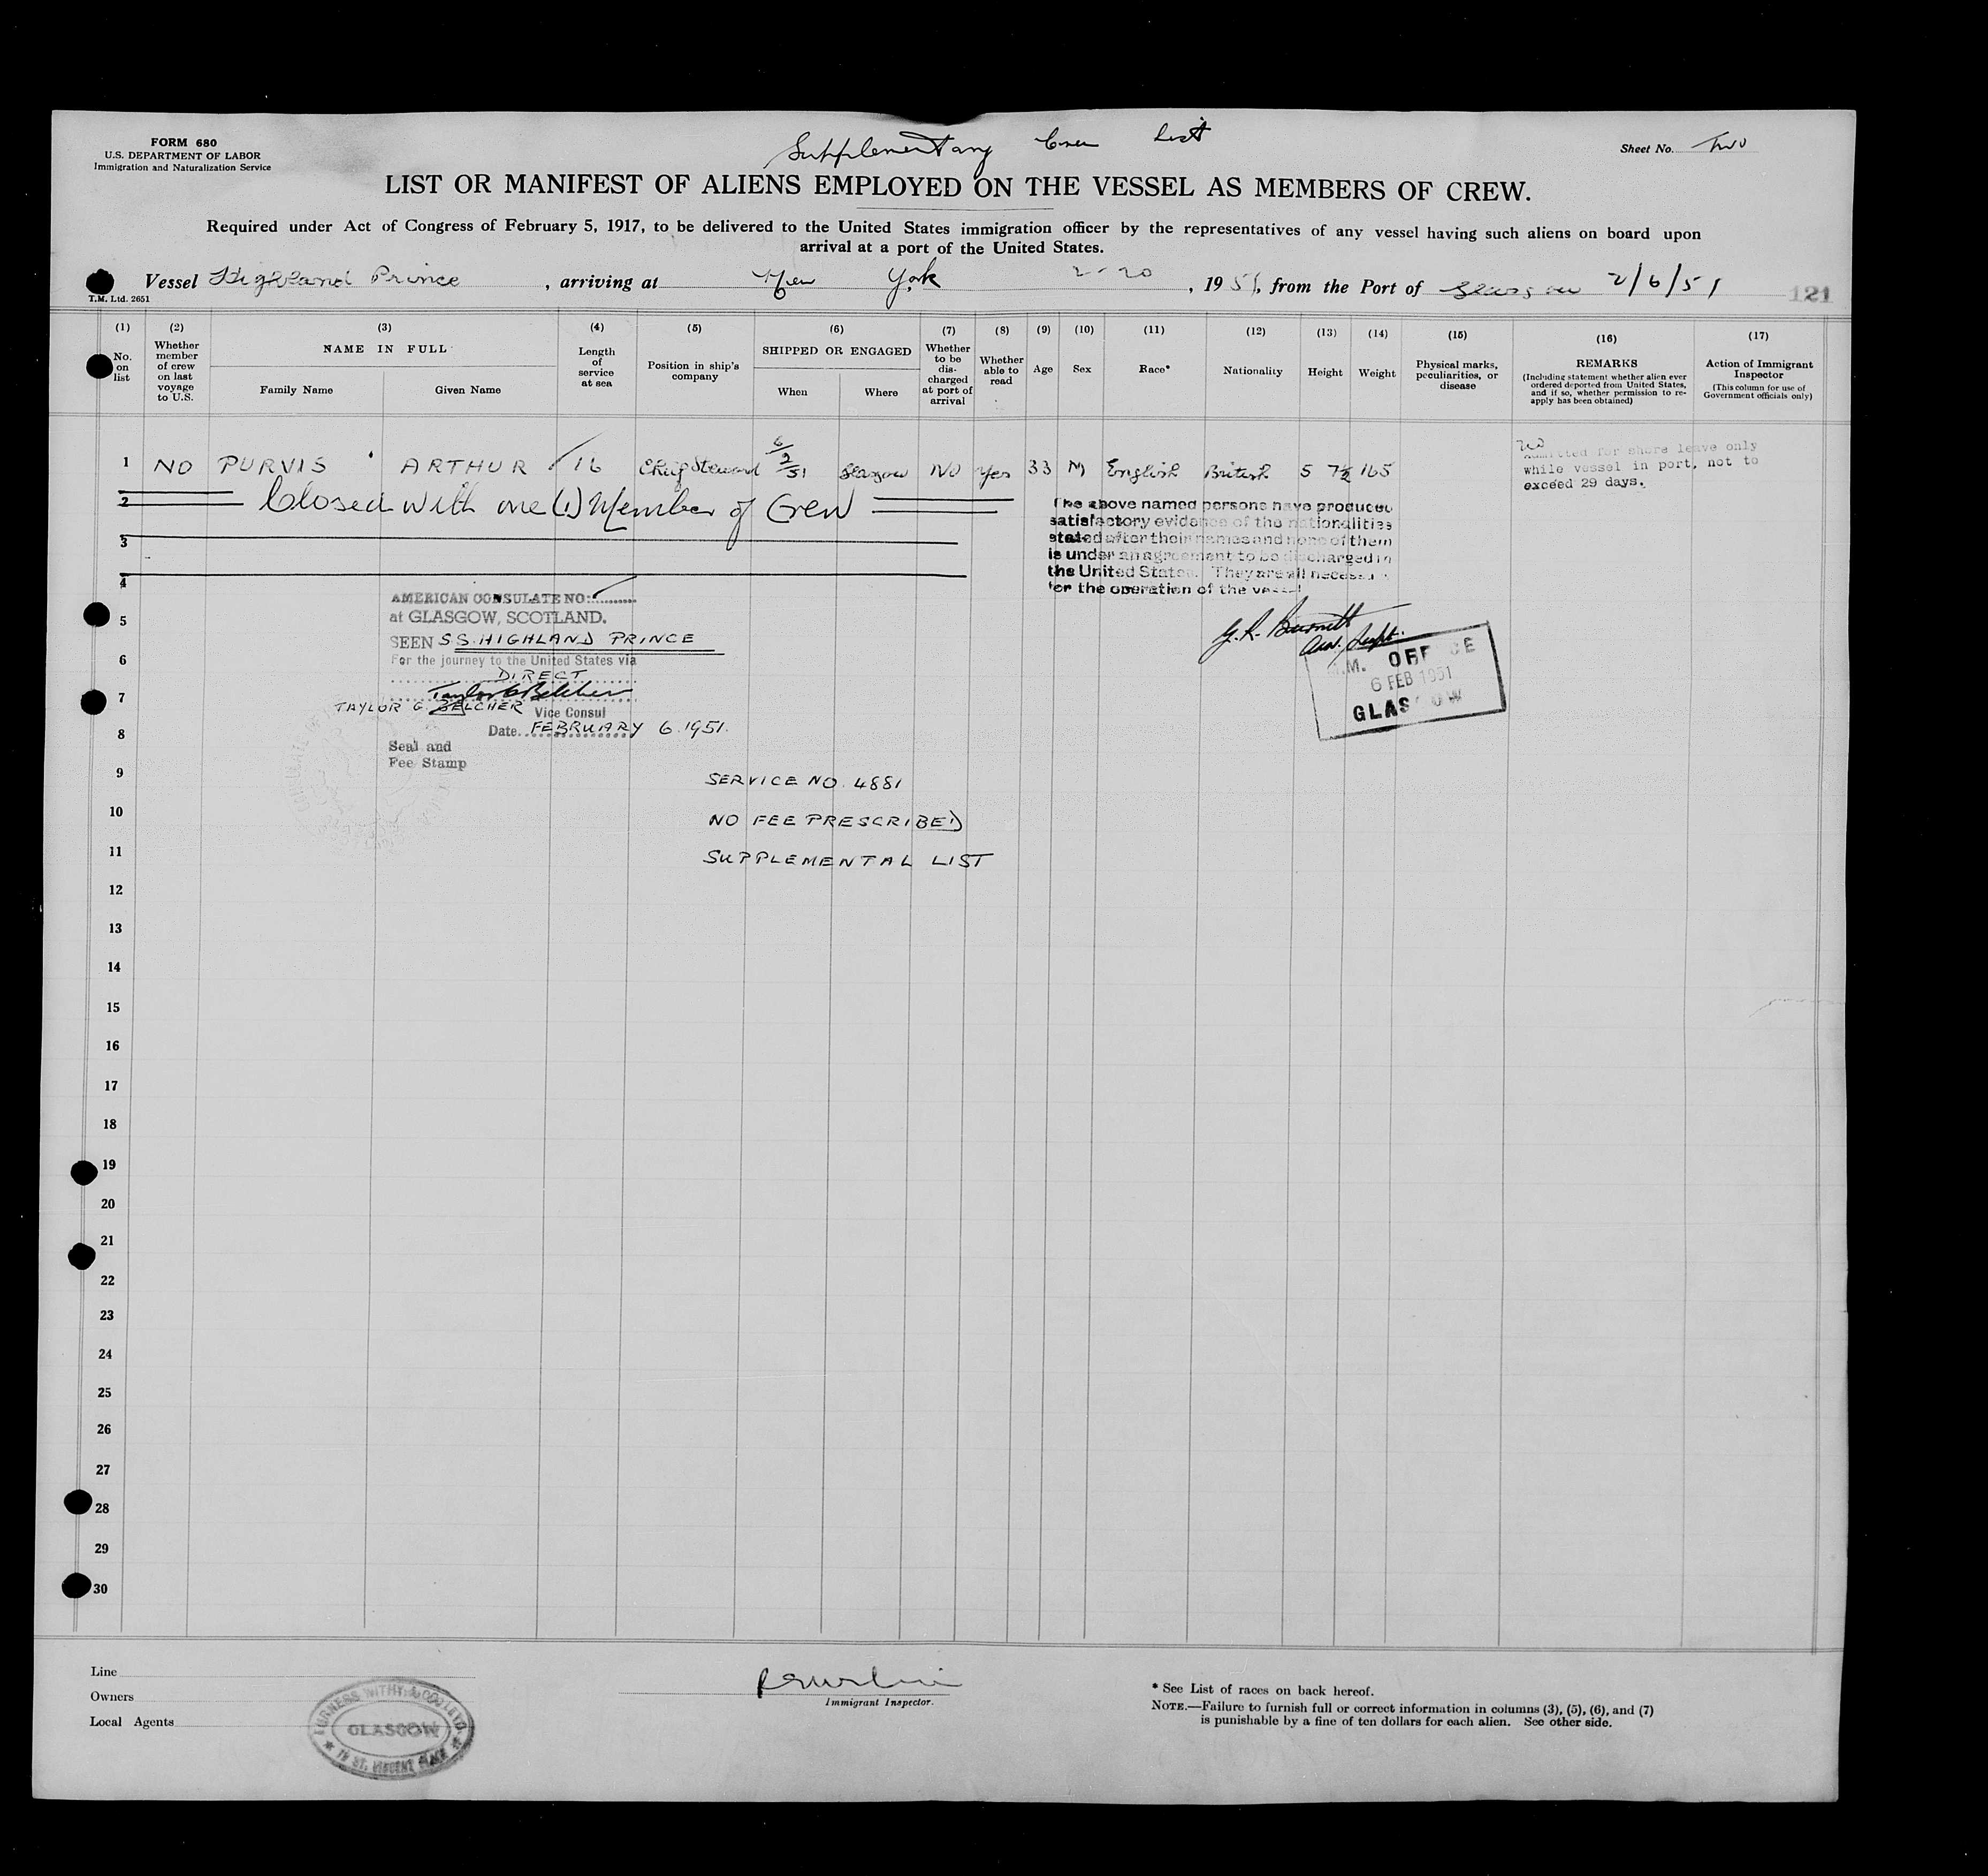 FORM 680
U.S. DEPARTMENT OF LABOR
Immigration and Naturalization Service
Supplementary Crew List
Sheet No. Two
LIST OR MANIFEST OF ALIENS EMPLOYED ON THE VESSEL AS MEMBERS OF CREW.
Required under Act of Congress of February 5, 1917, to be delivered to the United States immigration officer by the representatives of any vessel having such aliens on board upon
arrival at a port of the United States.
Vessel Highland Prince, arriving at New York 2-20, 1951, from the Port of Glasgow 2/6/51
T.M. Ltd. 2651
121
(1) (2) (3) (4) (5) (6) (7) (8) (9) (10) (11) (12) (13) (14) (15) (16) (17)
No. on list
Whether member of crew on last voyage to U.S.
NAME IN FULL
Family Name
Given Name
Length of service at sea
Position in ship's company
SHIPPED OR ENGAGED
When
Where
Whether to be discharged at port of arrival
Whether able to read
Age
Sex
Race*
Nationality
Height
Weight
Physical marks, peculiarities, or disease
REMARKS
(Including statement whether alien ever ordered deported from United States, and if so, whether permission to re-apply has been obtained)
Action of Immigrant Inspector
(This column for use of Government officials only)
1 NO PURVIS ARTHUR 16 Chief Steward 6/2/51 Glasgow NO Yes 33 M English British 5 7½ 165
Admitted for shore leave only
while vessel in port, not to
exceed 29 days.
2 Closed with one (1) Member of Crew
The above named persons have produced
satisfactory evidence of the nationalities
stated after their names and none of them
is under an agreement to be discharged in
the United States. They are all necessary
for the operation of the vessel
3
4
AMERICAN CONSULATE NO:
at GLASGOW, SCOTLAND.
SEEN SS. HIGHLAND PRINCE
For the journey to the United States via
DIRECT
Taylor G Belcher
TAYLOR G. BELCHER Vice Consul
Date. FEBRUARY 6. 1951.
Seal and
Fee Stamp
G. R. Burnett
M.M. OFFICE
6 FEB 1951
GLASGOW
5
6
7
8
9
SERVICE NO. 4881
10
NO FEE PRESCRIBED
11
SUPPLEMENTAL LIST
12
13
14
15
16
17
18
19
20
21
22
23
24
25
26
27
28
29
30
Line
Owners
Local Agents
FURNESS WITHY & CO. LTD.
GLASGOW
ST. VINCENT PLACE
Immigrant Inspector.
* See List of races on back hereof.
NOTE.—Failure to furnish full or correct information in columns (3), (5), (6), and (7)
is punishable by a fine of ten dollars for each alien. See other side.